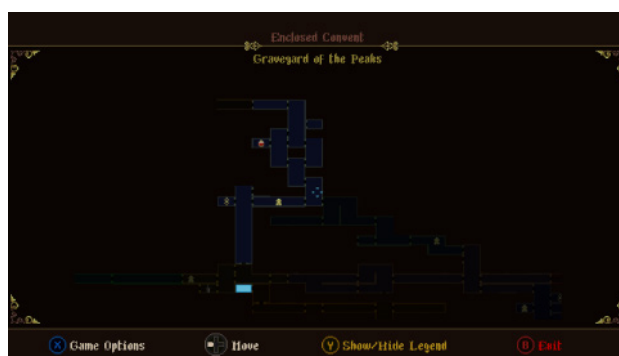 Enclosed Convent
Graveyard of the Peaks
X Game Options
Move
Y Show/Hide Legend
B Exit